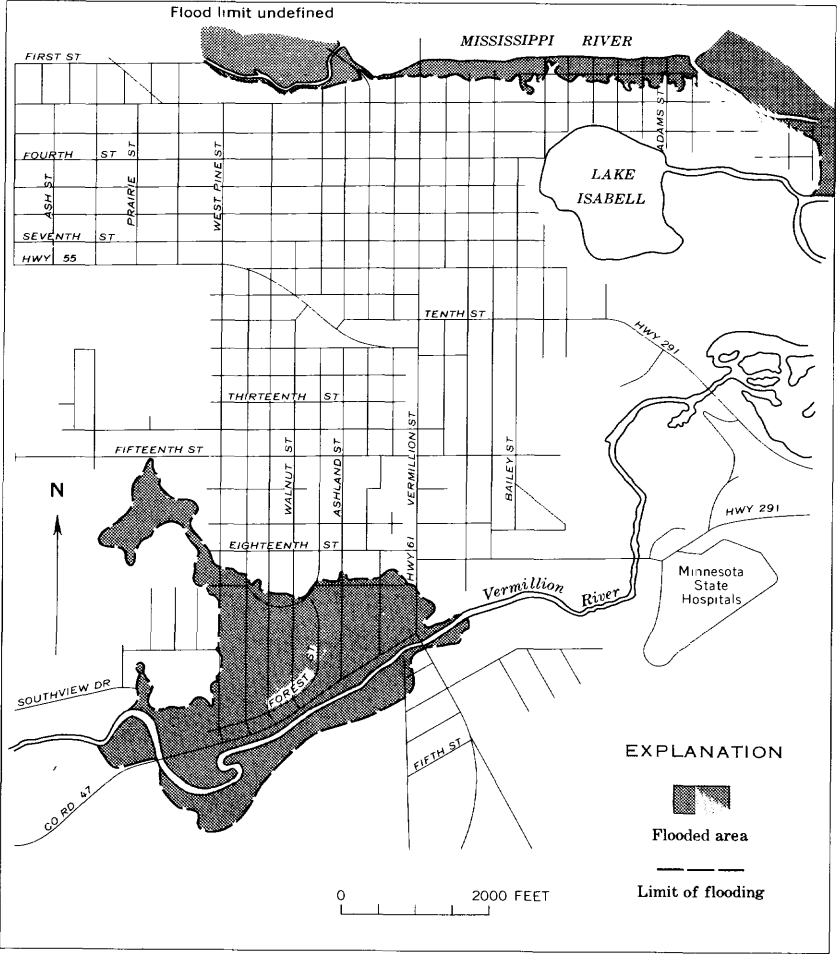 Flood limit undefined
MISSISSIPPI RIVER
FIRST ST
ADAMS ST
FOURTH ST
ASH ST
PRAIRIE ST
WEST PINE ST
LAKE
ISABELL
SEVENTH ST
HWY 55
TENTH ST
HWY 291
THIRTEENTH ST
FIFTEENTH ST
WALNUT ST
ASHLAND ST
VERMILLION ST
BAILEY ST
N
HWY 291
EIGHTEENTH ST
HWY 61
Vermillion River
Minnesota
State
Hospitals
FOREST ST
SOUTHVIEW DR
FIFTH ST
CO RD 47
EXPLANATION
Flooded area
Limit of flooding
0 2000 FEET